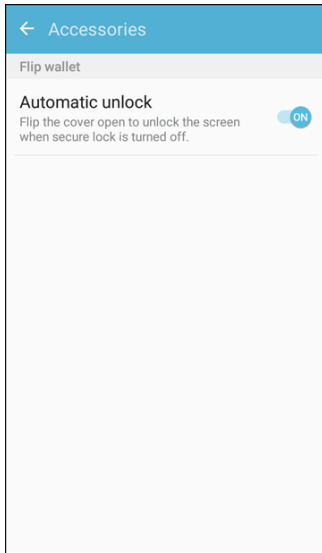 Accessories
Flip wallet
Automatic unlock
Flip the cover open to unlock the screen
when secure lock is turned off.
ON